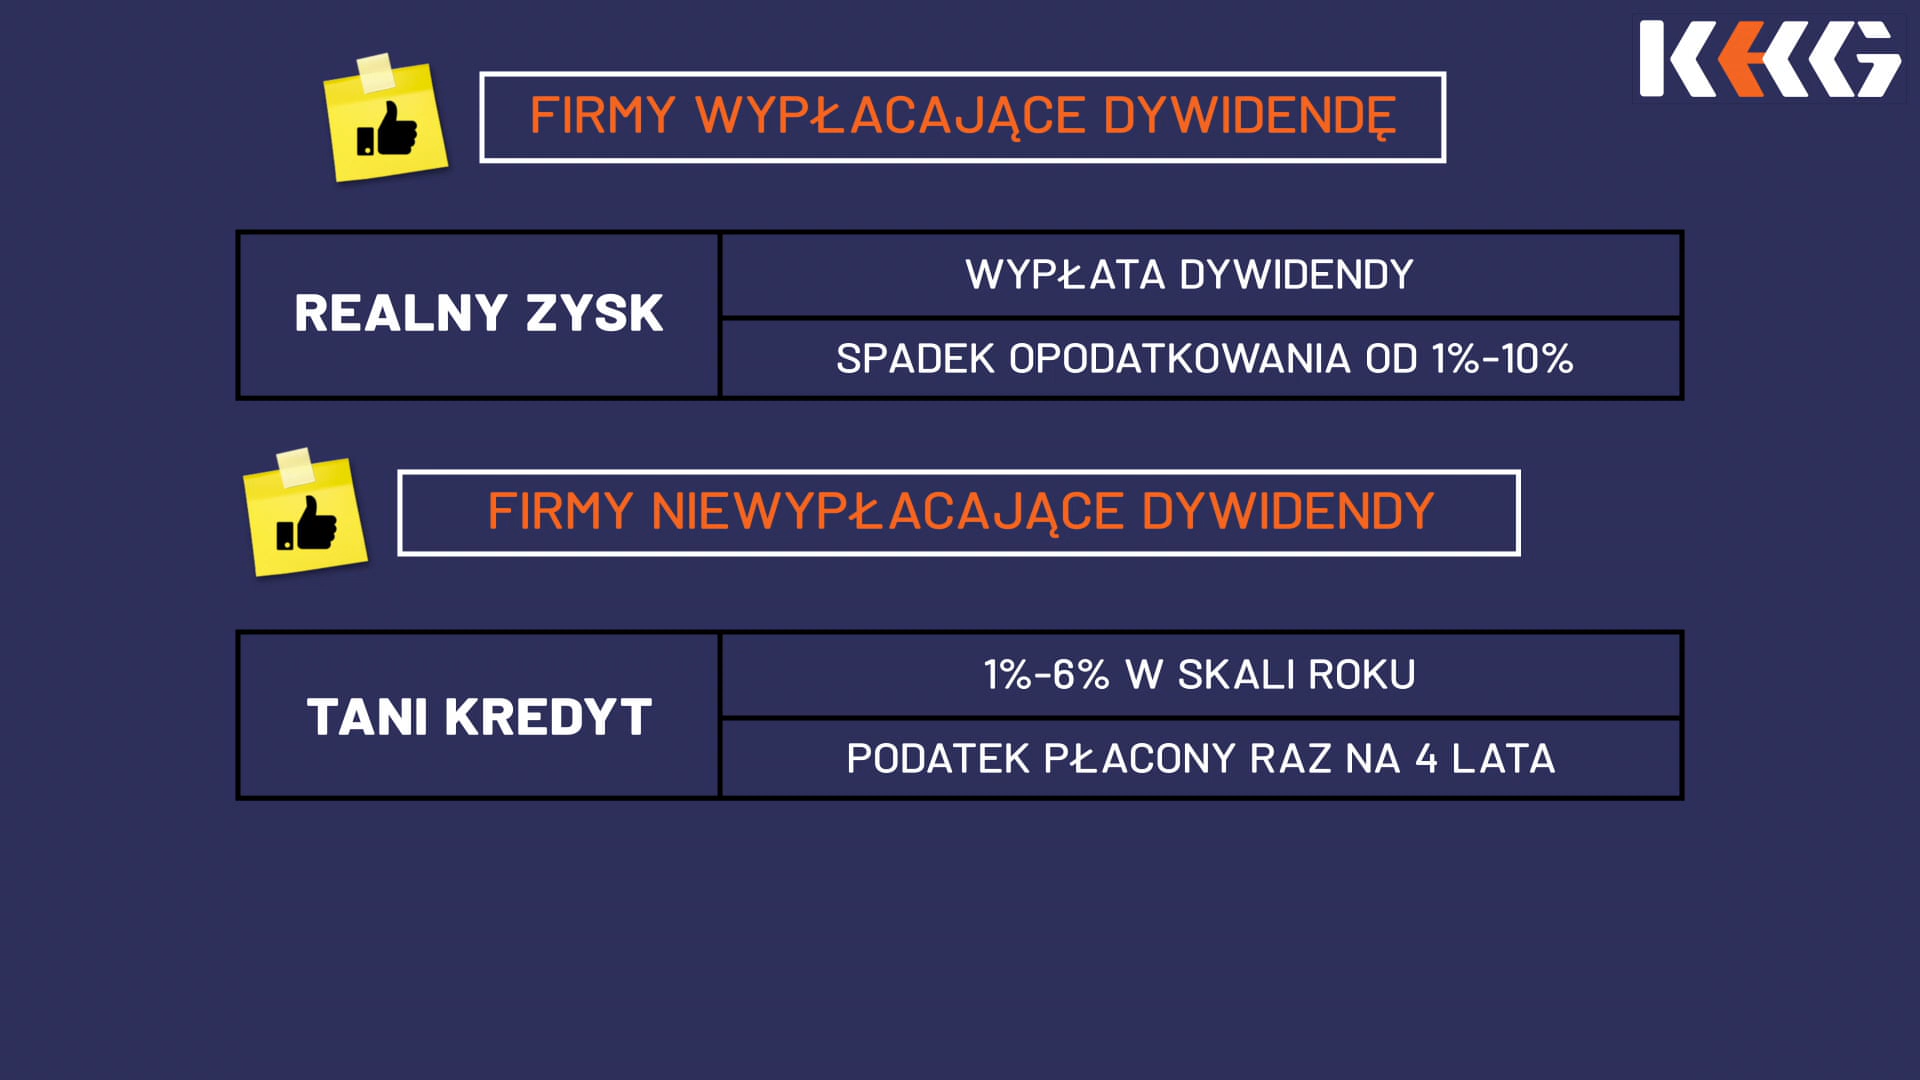 KHG
FIRMY WYPŁACAJĄCE DYWIDENDĘ
REALNY ZYSK
WYPŁATA DYWIDENDY
SPADEK OPODATKOWANIA OD 1%-10%
FIRMY NIEWYPŁACAJĄCE DYWIDENDY
TANI KREDYT
1%-6% W SKALI ROKU
PODATEK PŁACONY RAZ NA 4 LATA